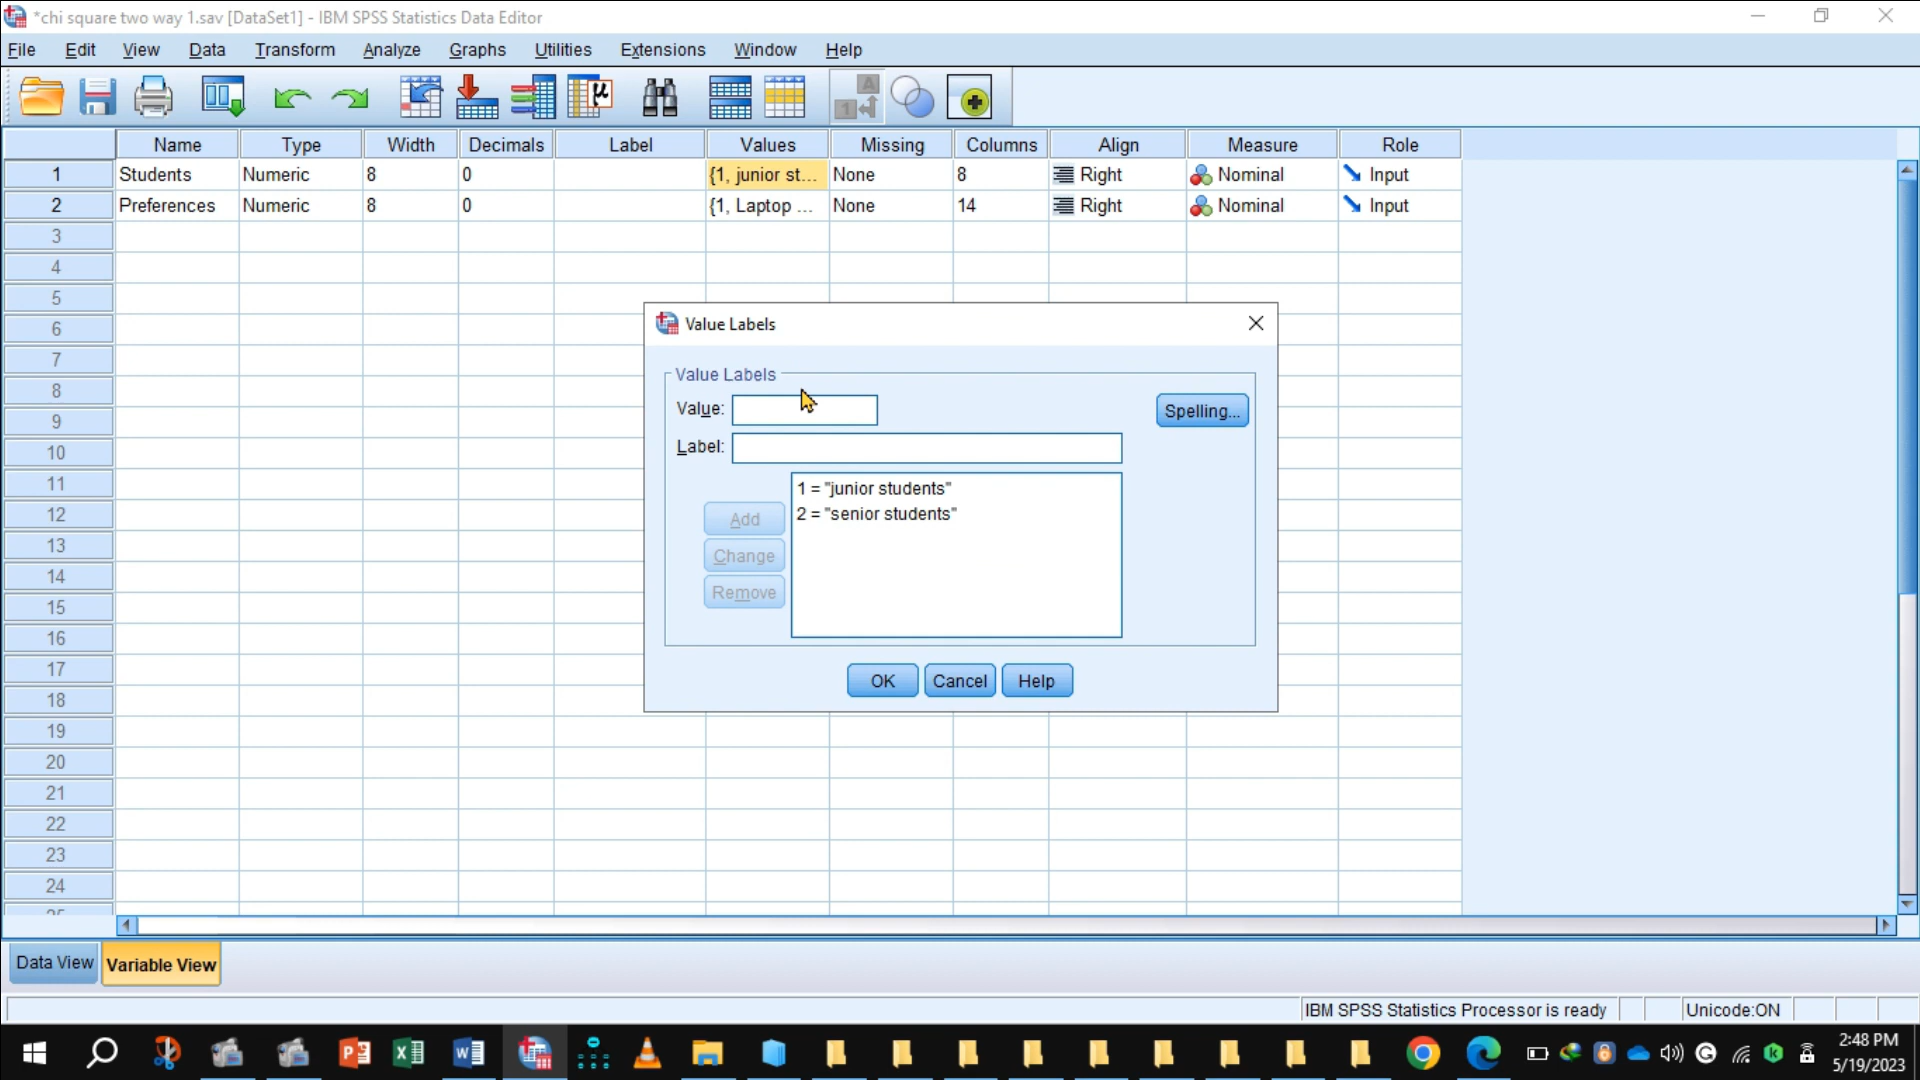 *chi square two way 1.sav [DataSet1] - IBM SPSS Statistics Data Editor
File Edit View Data Transform Analyze Graphs Utilities Extensions Window Help
Name Type Width Decimals Label Values Missing Columns Align Measure Role
1 Students Numeric 8 0 {1, junior st... None 8 Right Nominal Input
2 Preferences Numeric 8 0 {1, Laptop ... None 14 Right Nominal Input
3
4
5
6
7
8
9
10
11
12
13
14
15
16
17
18
19
20
21
22
23
24
Value Labels
Value Labels
Value:
Spelling...
Label:
1 = "junior students"
2 = "senior students"
Add
Change
Remove
OK Cancel Help
Data View Variable View
IBM SPSS Statistics Processor is ready Unicode:ON
2:48 PM
5/19/2023